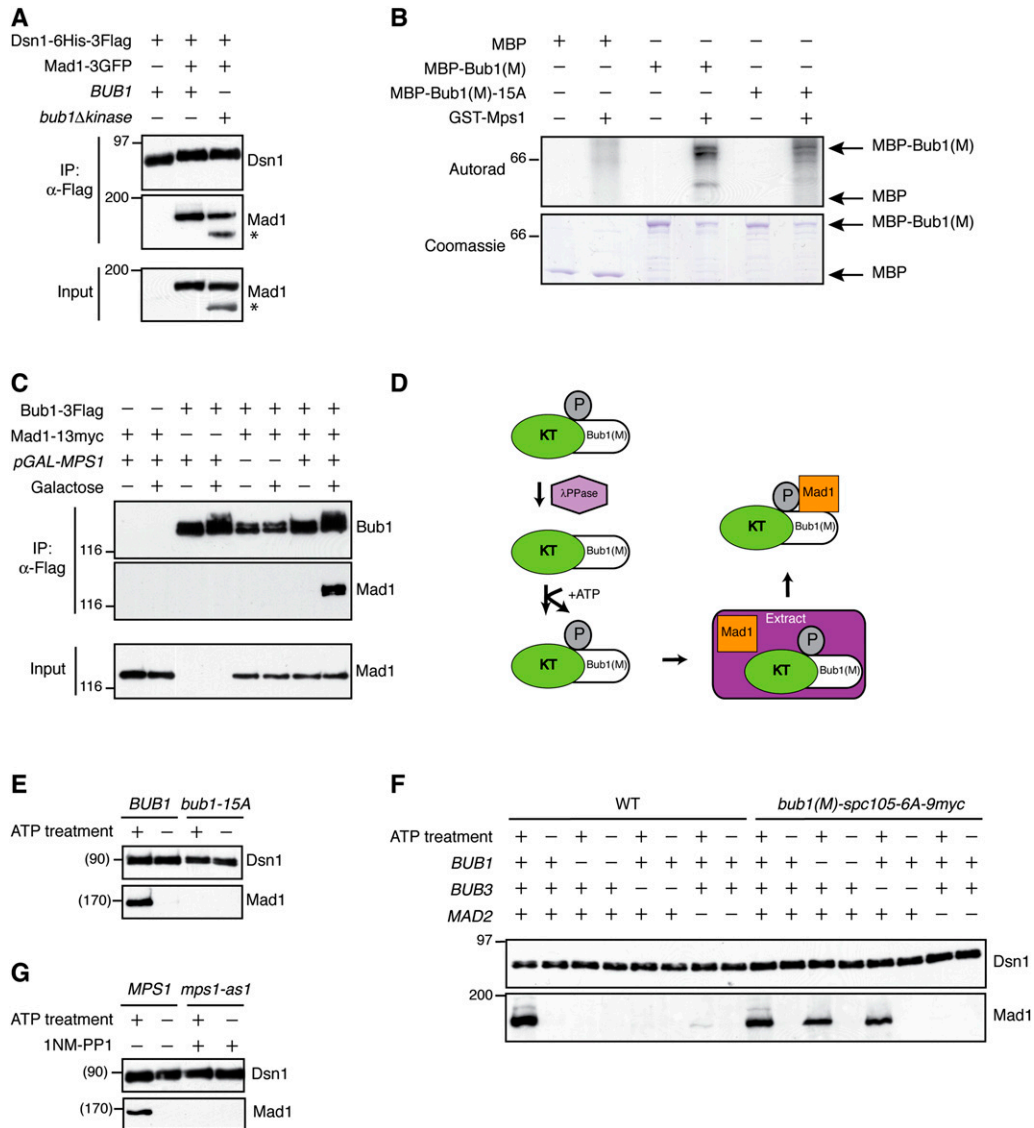 A
Dsn1-6His-3Flag + + +
Mad1-3GFP − + +
BUB1 + + −
bub1Δkinase − − +
IP: α-Flag
97
Dsn1
200
Mad1
*
Input
200
Mad1
*
B
MBP + + − − − −
MBP-Bub1(M) − − + + − −
MBP-Bub1(M)-15A − − − − + +
GST-Mps1 − + − + − +
Autorad
66
MBP-Bub1(M)
MBP
Coomassie
66
MBP-Bub1(M)
MBP
C
Bub1-3Flag − − + + + + + +
Mad1-13myc + + − − + + + +
pGAL-MPS1 + + + + − − + +
Galactose − + − + − + − +
IP: α-Flag
116
Bub1
116
Mad1
Input
116
Mad1
D
P
KT
Bub1(M)
λPPase
KT
Bub1(M)
+ATP
P
KT
Bub1(M)
Extract
Mad1
P
KT
Bub1(M)
P
Mad1
KT
Bub1(M)
E
BUB1 bub1-15A
ATP treatment + − + −
(90)
Dsn1
(170)
Mad1
F
WT bub1(M)-spc105-6A-9myc
ATP treatment + − + − + − + − + − + − + − + −
BUB1 + + − − + + + + + + − − + + + +
BUB3 + + + + − − + + + + + + − − + +
MAD2 + + + + + + − − + + + + + + − −
97
Dsn1
200
Mad1
G
MPS1 mps1-as1
ATP treatment + − + −
1NM-PP1 − − + +
(90)
Dsn1
(170)
Mad1